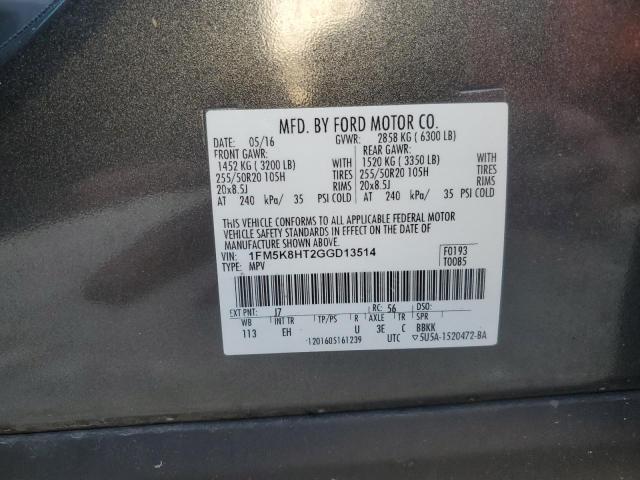 MFD. BY FORD MOTOR CO.
DATE: 05/16 GVWR: 2858 KG ( 6300 LB)
FRONT GAWR: REAR GAWR:
1452 KG ( 3200 LB) WITH 1520 KG ( 3350 LB) WITH
255/50R20 105H TIRES 255/50R20 105H TIRES
20x8.5J RIMS 20x8.5J RIMS
AT 240 kPa/ 35 PSI COLD AT 240 kPa/ 35 PSI COLD
THIS VEHICLE CONFORMS TO ALL APPLICABLE FEDERAL MOTOR
VEHICLE SAFETY STANDARDS IN EFFECT ON THE DATE OF
MANUFACTURE SHOWN ABOVE.
VIN: 1FM5K8HT2GGD13514 F0193
TYPE: MPV T0085
EXT PNT: J7 RC: 56 DSO:
WB INT TR TP/PS R AXLE TR SPR
113 EH U 3E C BBKK
1201605161239 UTC ▽5U5A-1520472-BA